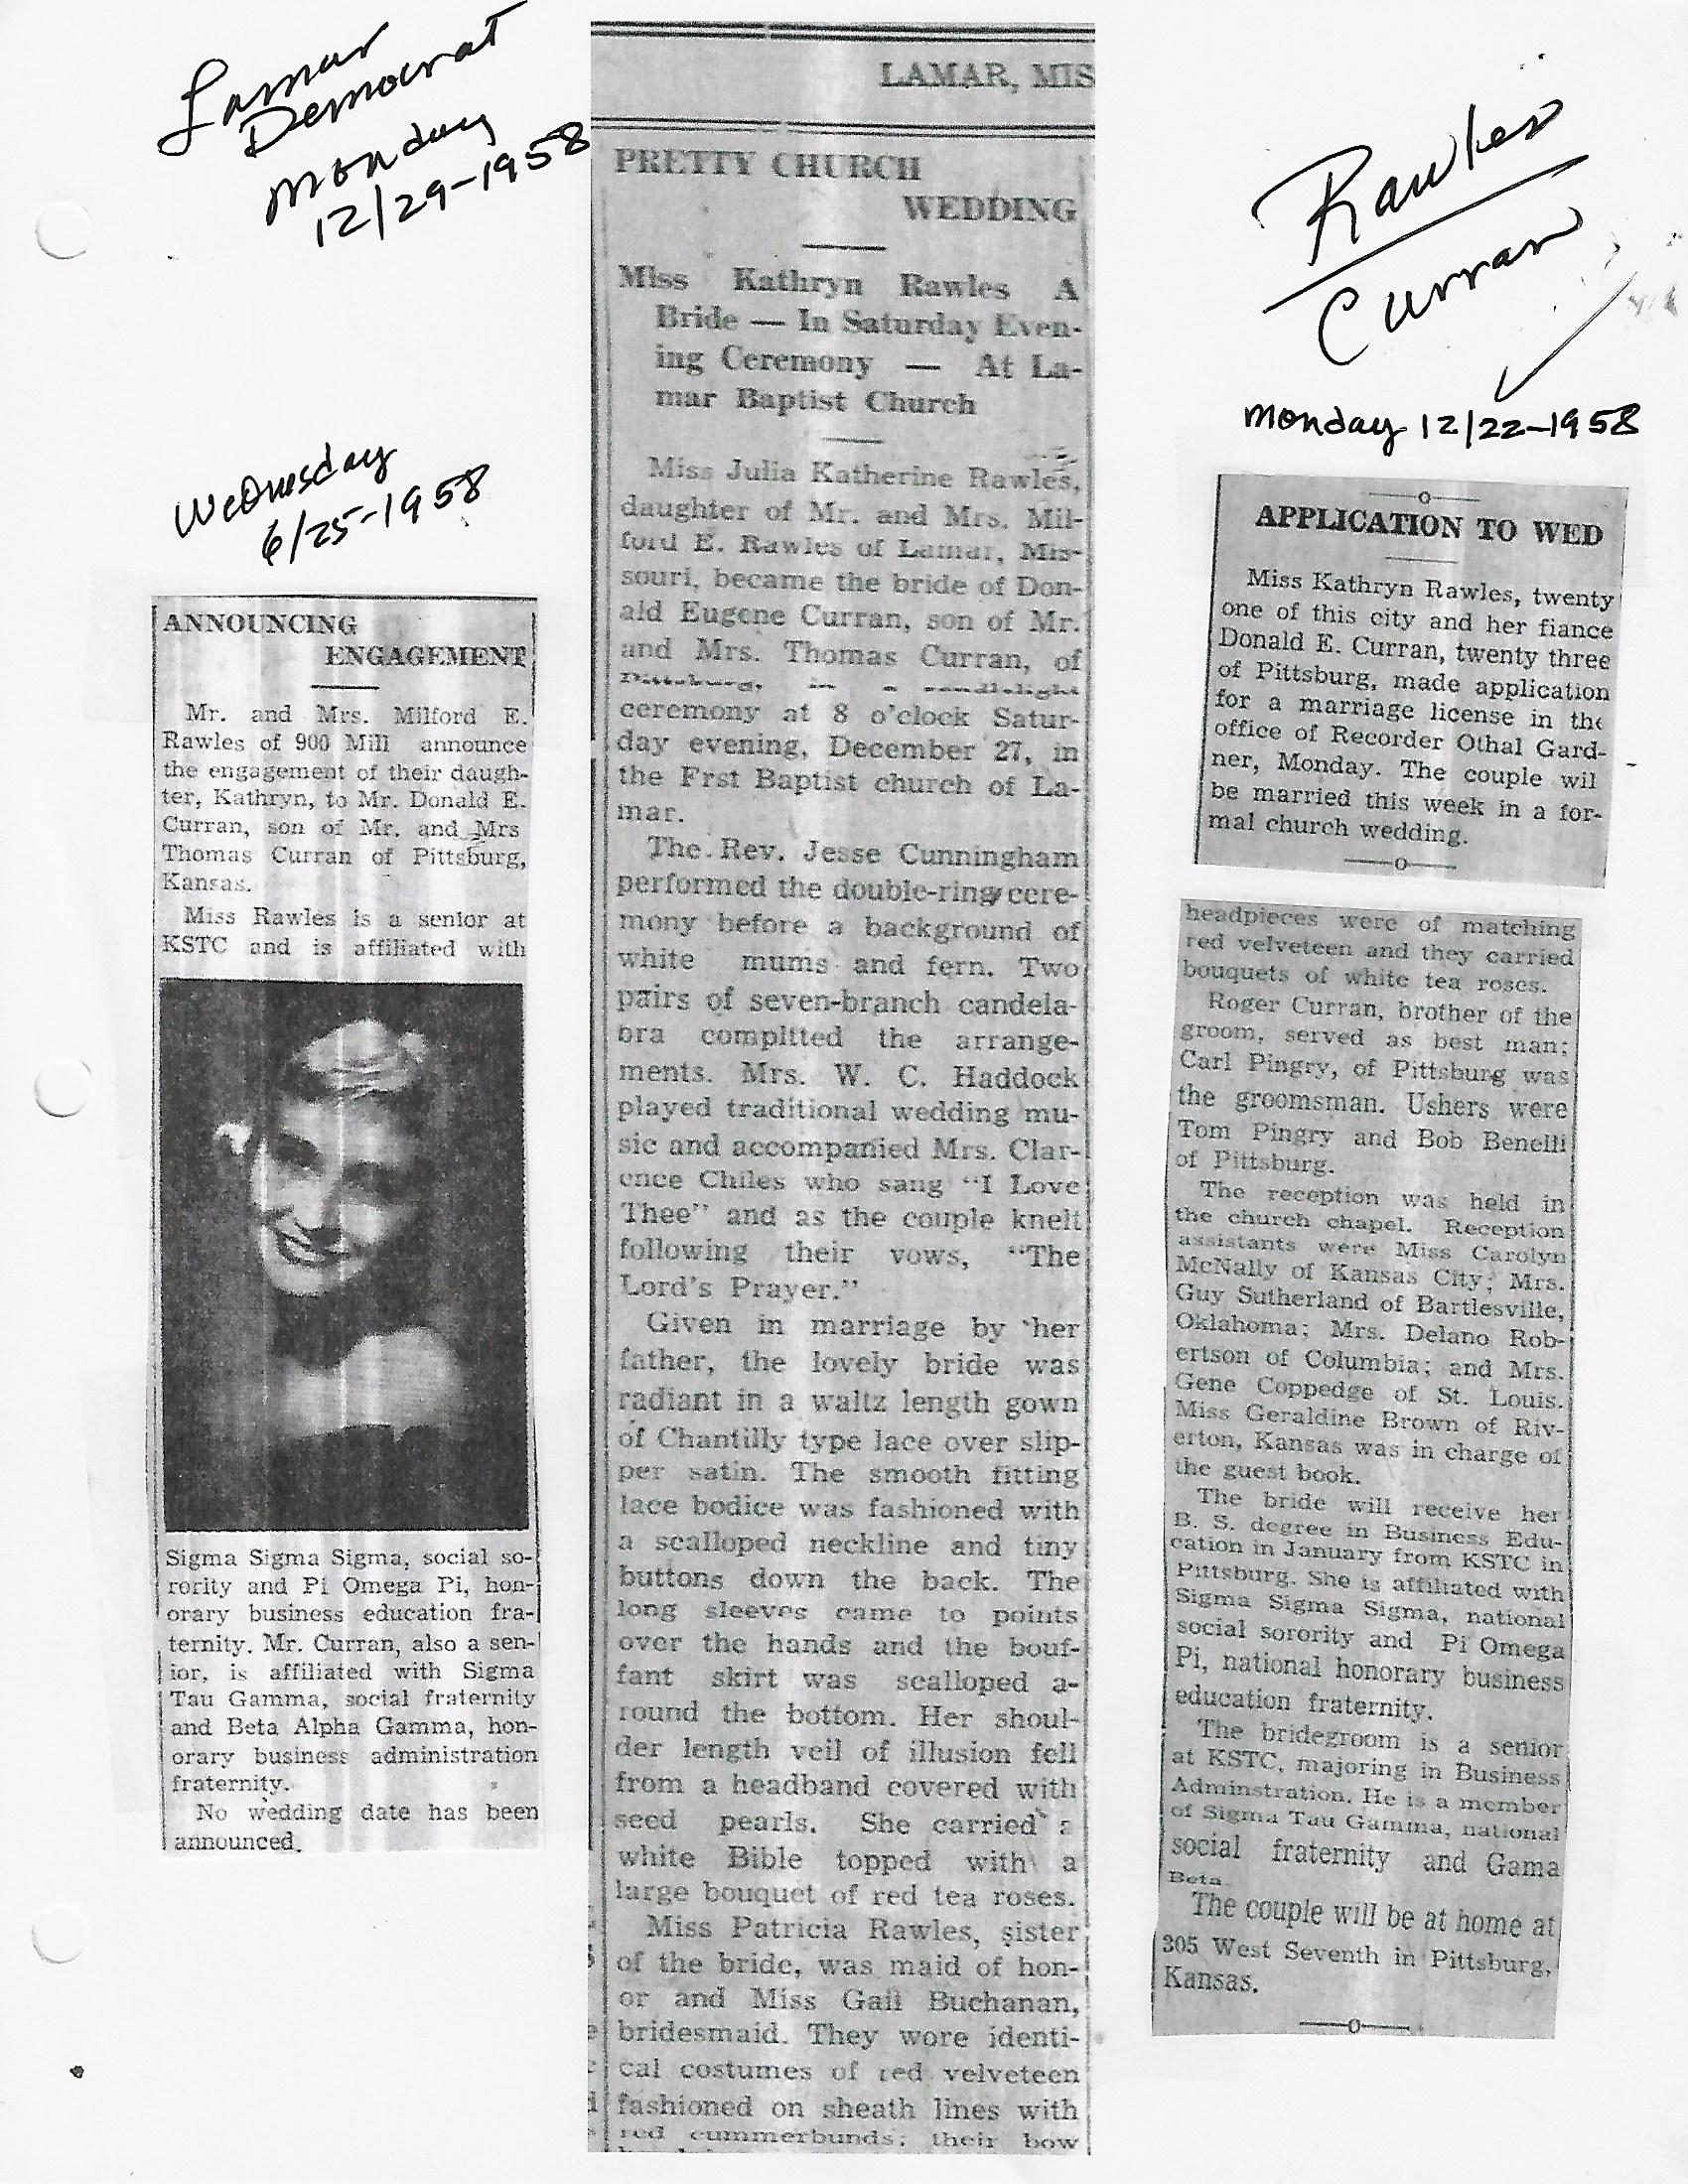 Lamar
Democrat
Monday
12/29-1958
Wednesday
6/25-1958
ANNOUNCING
ENGAGEMENT
Mr. and Mrs. Milford E.
Rawles of 900 Mill announce
the engagement of their daugh-
ter, Kathryn, to Mr. Donald E.
Curran, son of Mr. and Mrs
Thomas Curran of Pittsburg,
Kansas.
Miss Rawles is a senior at
KSTC and is affiliated with
Sigma Sigma Sigma, social so-
rority and Pi Omega Pi, hon-
orary business education fra-
ternity. Mr. Curran, also a sen-
ior, is affiliated with Sigma
Tau Gamma, social fraternity
and Beta Alpha Gamma, hon-
orary business administration
fraternity.
No wedding date has been
announced.
LAMAR, MIS
PRETTY CHURCH
WEDDING
Miss Kathryn Rawles A
Bride — In Saturday Even-
ing Ceremony — At La-
mar Baptist Church
Miss Julia Katherine Rawles,
daughter of Mr. and Mrs. Mil-
ford E. Rawles of Lamar, Mis-
souri, became the bride of Don-
ald Eugene Curran, son of Mr.
and Mrs. Thomas Curran, of
Pittsburg, in a candlelight
ceremony at 8 o'clock Satur-
day evening, December 27, in
the Frst Baptist church of La-
mar.
The Rev. Jesse Cunningham
performed the double-ring cere-
mony before a background of
white mums and fern. Two
pairs of seven-branch candela-
bra compltted the arrange-
ments. Mrs. W. C. Haddock
played traditional wedding mu-
sic and accompanied Mrs. Clar-
ence Chiles who sang "I Love
Thee" and as the couple knelt
following their vows, "The
Lord's Prayer."
Given in marriage by her
father, the lovely bride was
radiant in a waltz length gown
of Chantilly type lace over slip-
per satin. The smooth fitting
lace bodice was fashioned with
a scalloped neckline and tiny
buttons down the back. The
long sleeves came to points
over the hands and the bouf-
fant skirt was scalloped a-
round the bottom. Her shoul-
der length veil of illusion fell
from a headband covered with
seed pearls. She carried a
white Bible topped with a
large bouquet of red tea roses.
Miss Patricia Rawles, sister
of the bride, was maid of hon-
or and Miss Gail Buchanan,
bridesmaid. They wore identi-
cal costumes of red velveteen
fashioned on sheath lines with
red cummerbunds; their bow
Rawles
Curran
Monday 12/22-1958
APPLICATION TO WED
Miss Kathryn Rawles, twenty
one of this city and her fiance
Donald E. Curran, twenty three
of Pittsburg, made application
for a marriage license in the
office of Recorder Othal Gard-
ner, Monday. The couple wil
be married this week in a for-
mal church wedding.
headpieces were of matching
red velveteen and they carried
bouquets of white tea roses.
Roger Curran, brother of the
groom, served as best man;
Carl Pingry, of Pittsburg was
the groomsman. Ushers were
Tom Pingry and Bob Benelli
of Pittsburg.
The reception was held in
the church chapel. Reception
assistants were Miss Carolyn
McNally of Kansas City; Mrs.
Guy Sutherland of Bartlesville,
Oklahoma; Mrs. Delano Rob-
ertson of Columbia; and Mrs.
Gene Coppedge of St. Louis.
Miss Geraldine Brown of Riv-
erton, Kansas was in charge of
the guest book.
The bride will receive her
B. S. degree in Business Edu-
cation in January from KSTC in
Pittsburg. She is affiliated with
Sigma Sigma Sigma, national
social sorority and Pi Omega
Pi, national honorary business
education fraternity.
The bridegroom is a senior
at KSTC, majoring in Business
Adminstration. He is a member
of Sigma Tau Gamma, national
social fraternity and Gama
Beta
The couple will be at home at
305 West Seventh in Pittsburg,
Kansas.